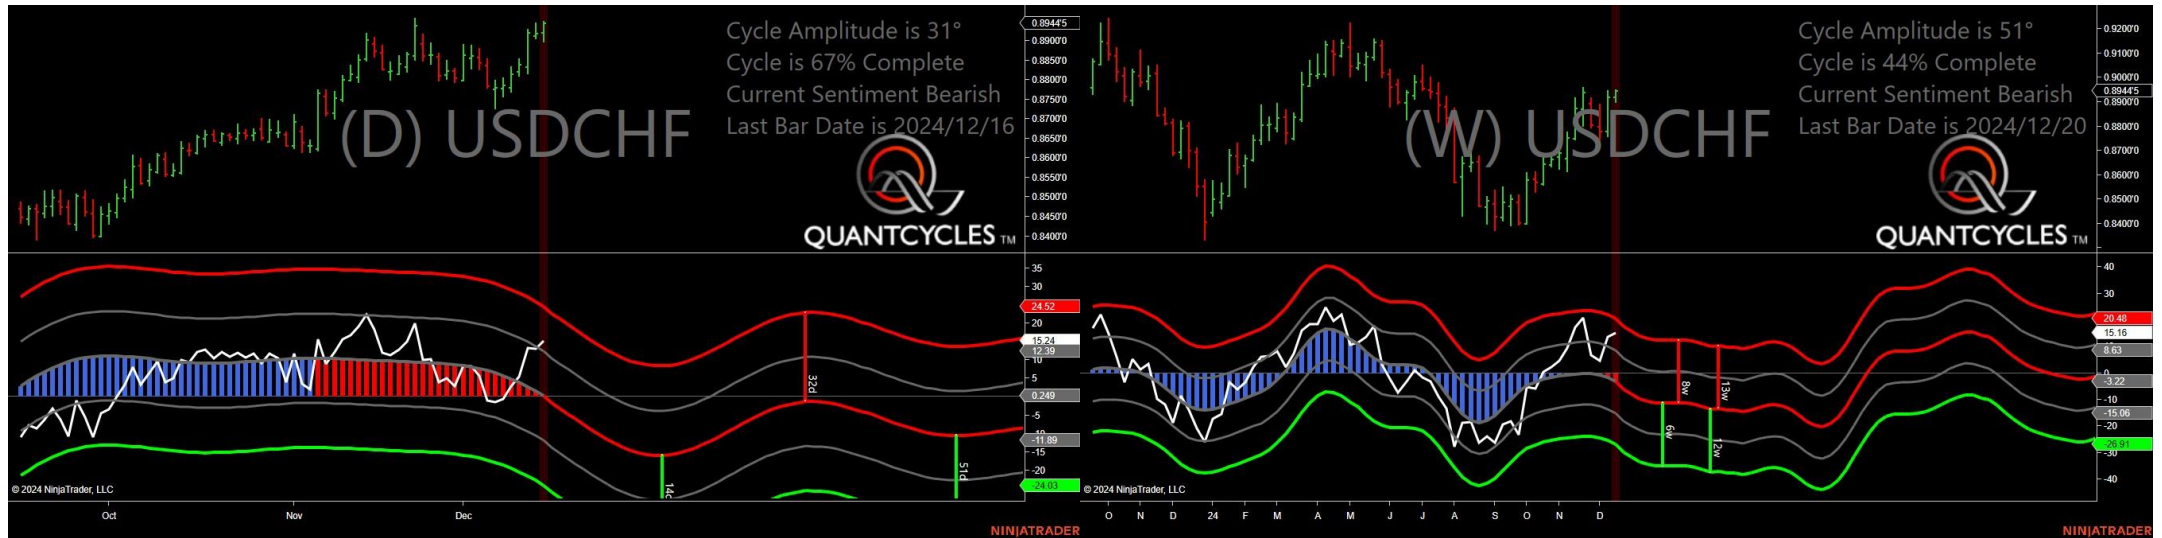 Cycle Amplitude is 31°
Cycle is 67% Complete
Current Sentiment Bearish
Last Bar Date is 2024/12/16
(D) USDCHF
QUANTCYCLES TM
0.8944'5
0.8900'0
0.8850'0
0.8800'0
0.8750'0
0.8700'0
0.8650'0
0.8600'0
0.8550'0
0.8500'0
0.8450'0
0.8400'0
35
30
24.52
20
15.24
12.39
10
5
0.249
-5
-11.89
-15
-20
-24.03
14d
32d
51d
© 2024 NinjaTrader, LLC
Oct Nov Dec
NINJATRADER
Cycle Amplitude is 51°
Cycle is 44% Complete
Current Sentiment Bearish
Last Bar Date is 2024/12/20
(W) USDCHF
QUANTCYCLES TM
0.9200'0
0.9100'0
0.9000'0
0.8944'5
0.8900'0
0.8800'0
0.8700'0
0.8600'0
0.8500'0
0.8400'0
40
30
20.48
15.16
8.63
0
-3.22
-10
-15.06
-20
-26.91
-30
-40
8w
13w
6w
12w
© 2024 NinjaTrader, LLC
O N D 24 F M A M J J A S O N D
NINJATRADER